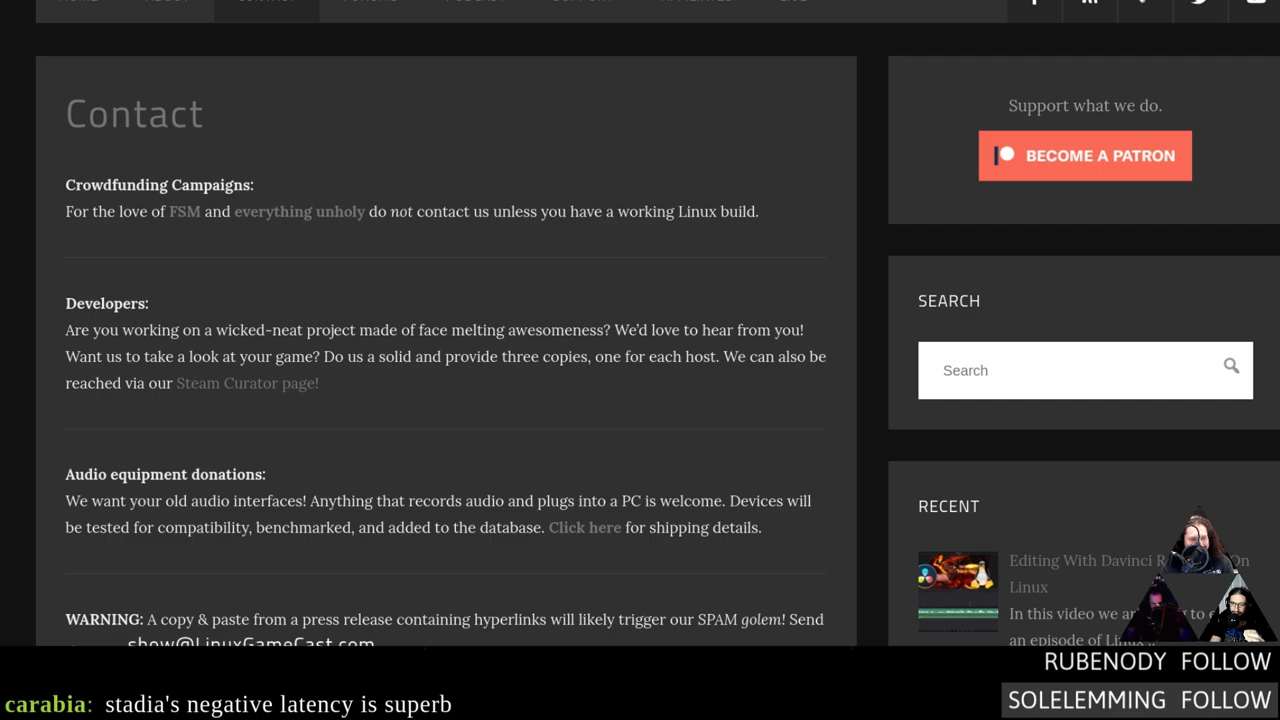 Contact
Crowdfunding Campaigns:
For the love of FSM and everything unholy do not contact us unless you have a working Linux build.
Developers:
Are you working on a wicked-neat project made of face melting awesomeness? We'd love to hear from you!
Want us to take a look at your game? Do us a solid and provide three copies, one for each host. We can also be
reached via our Steam Curator page!
Audio equipment donations:
We want your old audio interfaces! Anything that records audio and plugs into a PC is welcome. Devices will
be tested for compatibility, benchmarked, and added to the database. Click here for shipping details.
WARNING: A copy & paste from a press release containing hyperlinks will likely trigger our SPAM golem! Send
show@LinuxGameCast.com
Support what we do.
BECOME A PATRON
SEARCH
Search
RECENT
Editing With Davinci On
Linux
In this video we to
an episode of
RUBENODY FOLLOW
SOLELEMMING FOLLOW
carabia: stadia's negative latency is superb